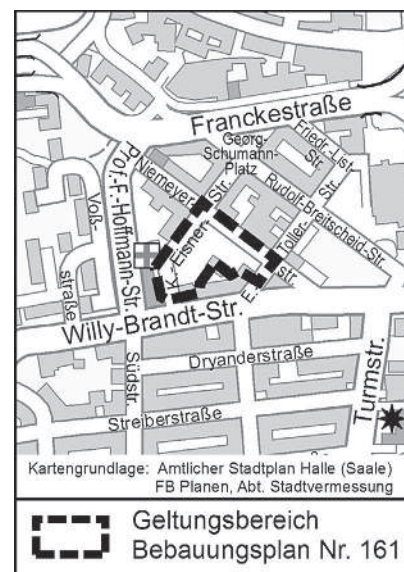 Franckestraße
Georg-
Schumann-
Platz
Friedr.-List-
Str.
Niemeyer-
Str.
Prof.-F.-Hoffmann-Str.
Voß-
straße
Rudolf-Breitscheid-Str.
K.-Eisner-
E.-Toller-
Str.
str.
Willy-Brandt-Str.
Südstr.
Dryanderstraße
Streiberstraße
Turmstr.
Kartengrundlage: Amtlicher Stadtplan Halle (Saale)
FB Planen, Abt. Stadtvermessung
Geltungsbereich
Bebauungsplan Nr. 161